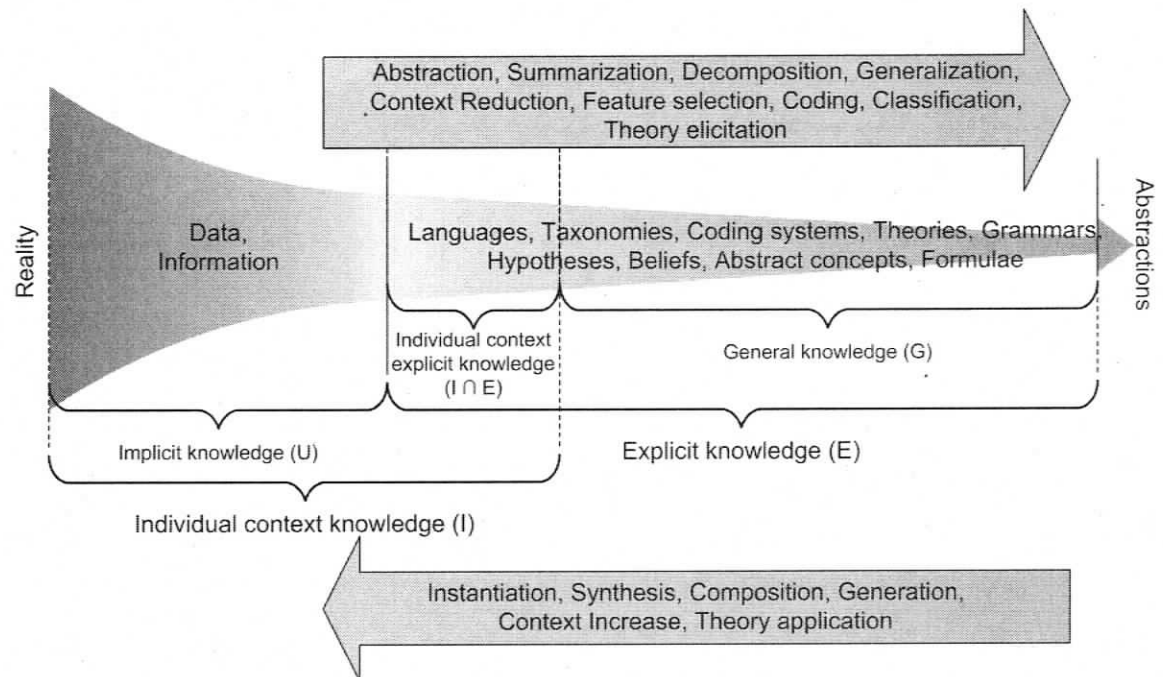 Abstraction, Summarization, Decomposition, Generalization,
Context Reduction, Feature selection, Coding, Classification,
Theory elicitation
Reality
Data,
Information
Languages, Taxonomies, Coding systems, Theories, Grammars,
Hypotheses, Beliefs, Abstract concepts, Formulae
Abstractions
Individual context
explicit knowledge
(I ∩ E)
General knowledge (G)
Implicit knowledge (U)
Explicit knowledge (E)
Individual context knowledge (I)
Instantiation, Synthesis, Composition, Generation,
Context Increase, Theory application